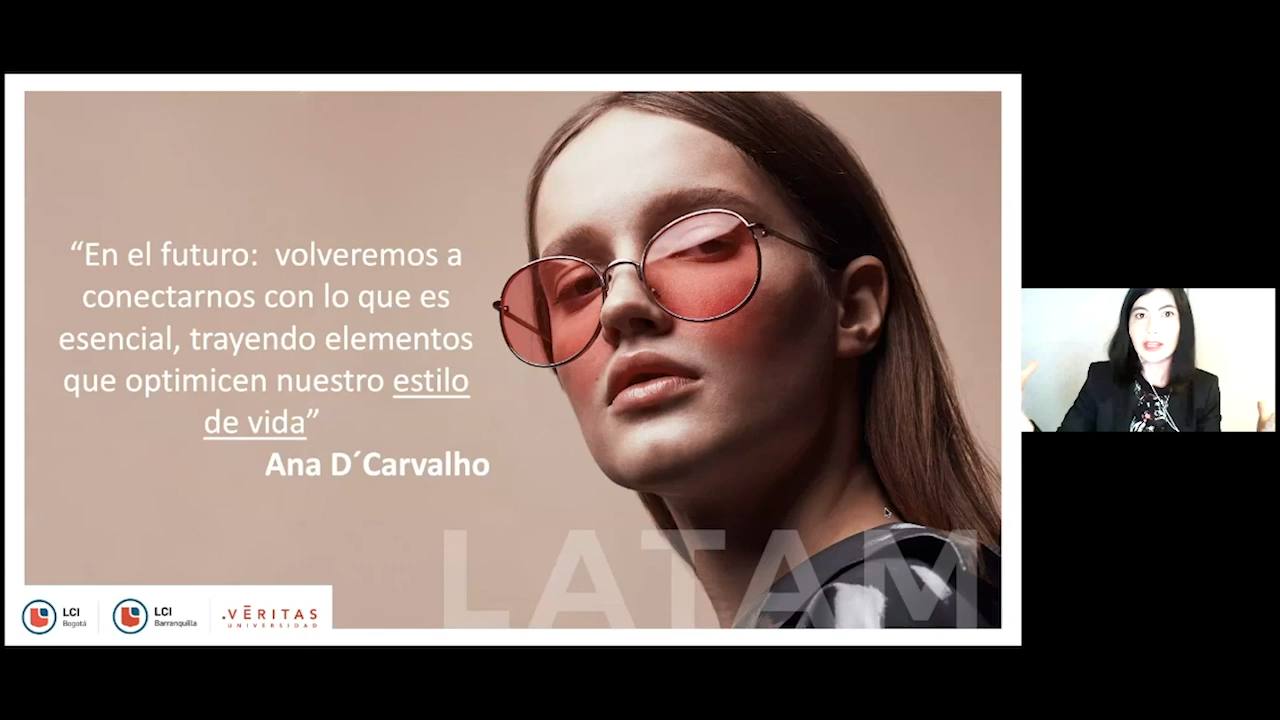 “En el futuro:  volveremos a
conectarnos con lo que es
esencial, trayendo elementos
que optimicen nuestro estilo
de vida”
Ana D´Carvalho
LATAM
LCI
Bogotá
LCI
Barranquilla
.VĒRITAS
UNIVERSIDAD